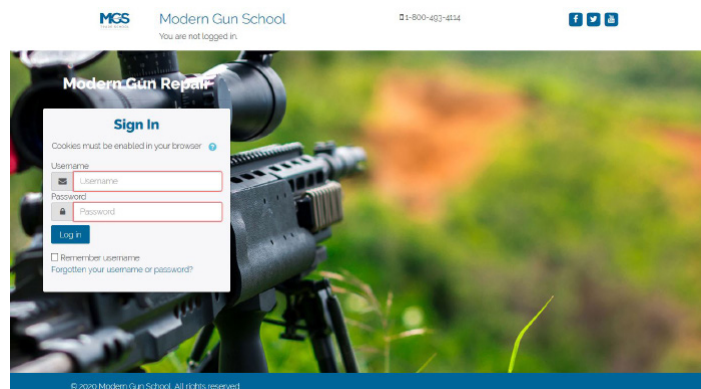 MGS
Modern Gun School
1-800-493-4114
You are not logged in.
Modern Gun Repair
Sign In
Cookies must be enabled in your browser
Username
Username
Password
Password
Log in
Remember username
Forgotten your username or password?
© 2020 Modern Gun School. All rights reserved.